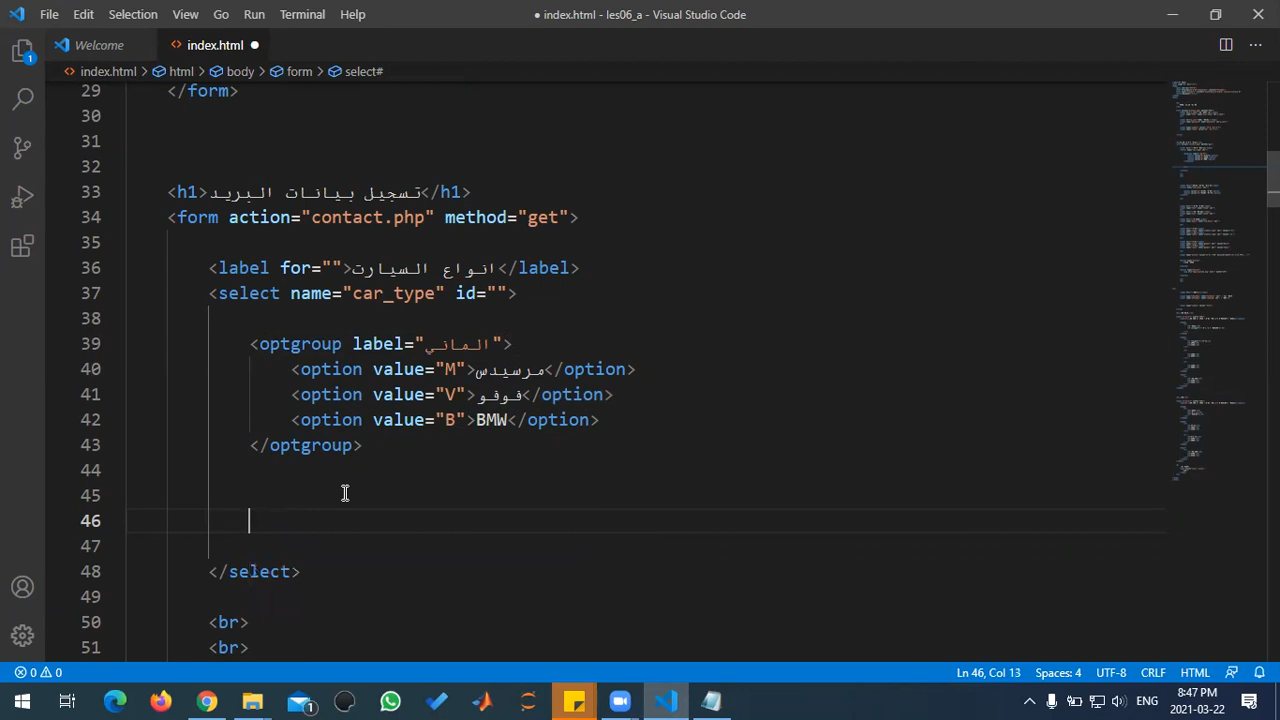 File Edit Selection View Go Run Terminal Help
● index.html - les06_a - Visual Studio Code
Welcome
index.html
index.html > html > body > form > select#
29 </form>
30
31
32
33 <h1>تسجيل بيانات البريد</h1>
34 <form action="contact.php" method="get">
35
36 <label for="">انواع السيارت</label>
37 <select name="car_type" id="">
38
39 <optgroup label="الماني">
40 <option value="M">مرسيدس</option>
41 <option value="V">فوفو</option>
42 <option value="B">BMW</option>
43 </optgroup>
44
45
46
47
48 </select>
49
50 <br>
51 <br>
0 0 Ln 46, Col 13 Spaces: 4 UTF-8 CRLF HTML
1
1
ENG
8:47 PM
2021-03-22